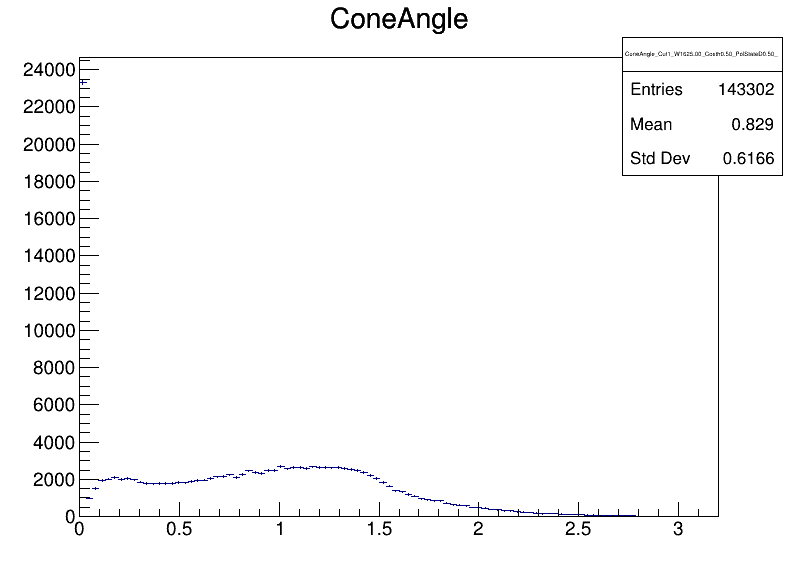 ConeAngle
ConeAngle_Cut1_W1625.00_Costh0.50_PolStateD0.50_
Entries 143302
Mean 0.829
Std Dev 0.6166
24000
22000
20000
18000
16000
14000
12000
10000
8000
6000
4000
2000
0
0 0.5 1 1.5 2 2.5 3